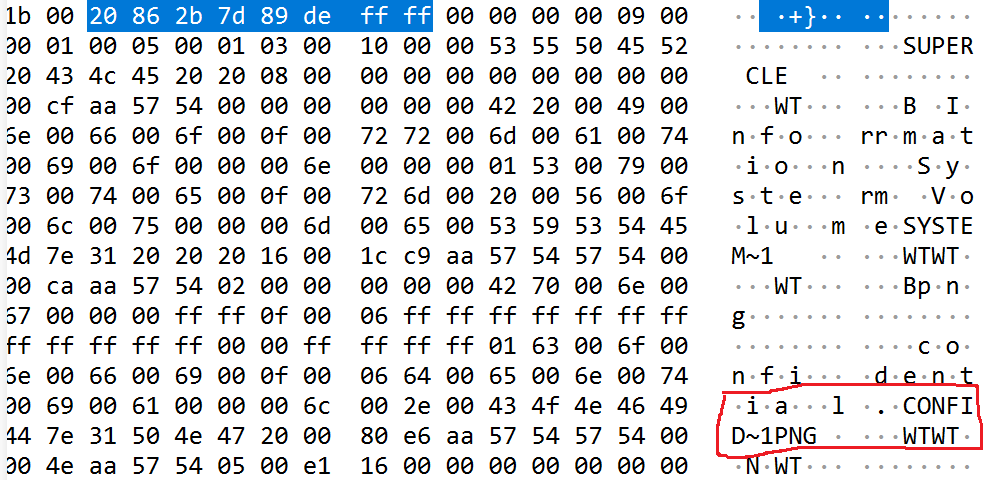 1b 00 20 86 2b 7d 89 de ff ff 00 00 00 00 09 00 ·· ·+}·· ········
00 01 00 05 00 01 03 00 10 00 00 53 55 50 45 52 ········ ···SUPER
20 43 4c 45 20 20 08 00 00 00 00 00 00 00 00 00 CLE ·· ········
00 cf aa 57 54 00 00 00 00 00 00 42 20 00 49 00 ···WT··· ···B ·I·
6e 00 66 00 6f 00 0f 00 72 72 00 6d 00 61 00 74 n·f·o··· rr·m·a·t
00 69 00 6f 00 00 00 6e 00 00 00 01 53 00 79 00 ·i·o···n ····S·y·
73 00 74 00 65 00 0f 00 72 6d 00 20 00 56 00 6f s·t·e··· rm· ·V·o
00 6c 00 75 00 00 00 6d 00 65 00 53 59 53 54 45 ·l·u···m ·e·SYSTE
4d 7e 31 20 20 20 16 00 1c c9 aa 57 54 57 54 00 M~1 ·· ···WTWT·
00 ca aa 57 54 02 00 00 00 00 00 42 70 00 6e 00 ···WT··· ···Bp·n·
67 00 00 00 ff ff 0f 00 06 ff ff ff ff ff ff ff g······· ········
ff ff ff ff ff 00 00 ff ff ff ff 01 63 00 6f 00 ········ ····c·o·
6e 00 66 00 69 00 0f 00 06 64 00 65 00 6e 00 74 n·f·i··· ·d·e·n·t
00 69 00 61 00 00 00 6c 00 2e 00 43 4f 4e 46 49 ·i·a···l ·.·CONFI
44 7e 31 50 4e 47 20 00 80 e6 aa 57 54 57 54 00 D~1PNG · ···WTWT·
00 4e aa 57 54 05 00 e1 16 00 00 00 00 00 00 00 ·N·WT··· ········